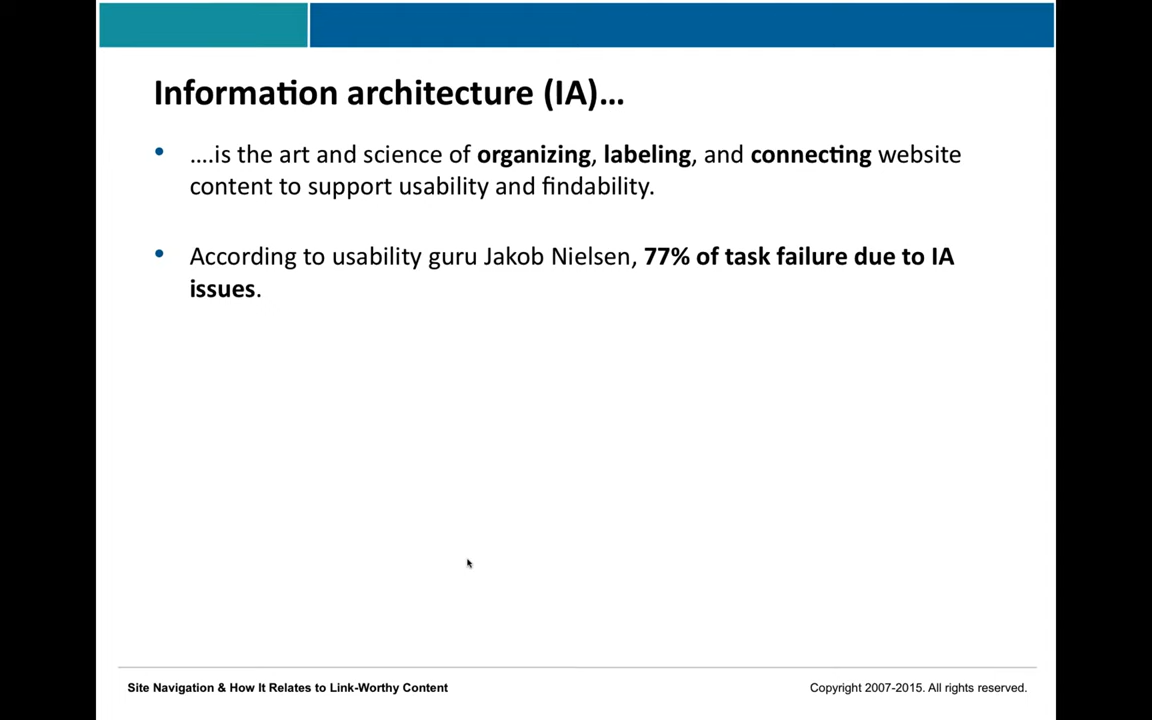 Information architecture (IA)...
• ....is the art and science of organizing, labeling, and connecting website
content to support usability and findability.
• According to usability guru Jakob Nielsen, 77% of task failure due to IA
issues.
Site Navigation & How It Relates to Link-Worthy Content
Copyright 2007-2015. All rights reserved.